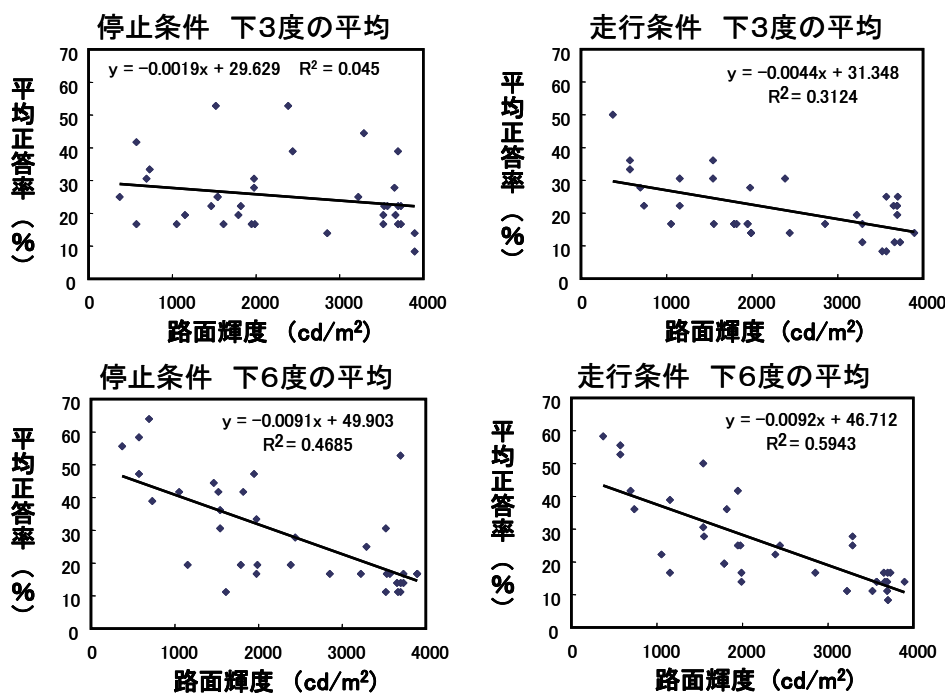 停止条件 下3度の平均
70
60
50
40
30
20
10
0
y = -0.0019x + 29.629 R² = 0.045
平均正答率(%)
0 1000 2000 3000 4000
路面輝度 (cd/m²)
走行条件 下3度の平均
70
60
50
40
30
20
10
0
y = -0.0044x + 31.348
R² = 0.3124
平均正答率(%)
0 1000 2000 3000 4000
路面輝度 (cd/m²)
停止条件 下6度の平均
70
60
50
40
30
20
10
0
y = -0.0091x + 49.903
R² = 0.4685
平均正答率(%)
0 1000 2000 3000 4000
路面輝度 (cd/m²)
走行条件 下6度の平均
70
60
50
40
30
20
10
0
y = -0.0092x + 46.712
R² = 0.5943
平均正答率(%)
0 1000 2000 3000 4000
路面輝度 (cd/m²)